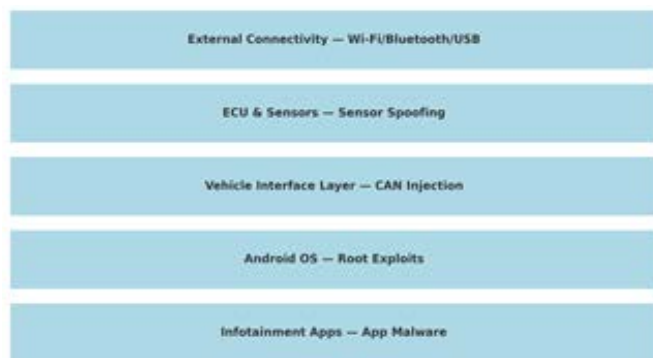 External Connectivity — Wi-Fi/Bluetooth/USB
ECU & Sensors — Sensor Spoofing
Vehicle Interface Layer — CAN Injection
Android OS — Root Exploits
Infotainment Apps — App Malware